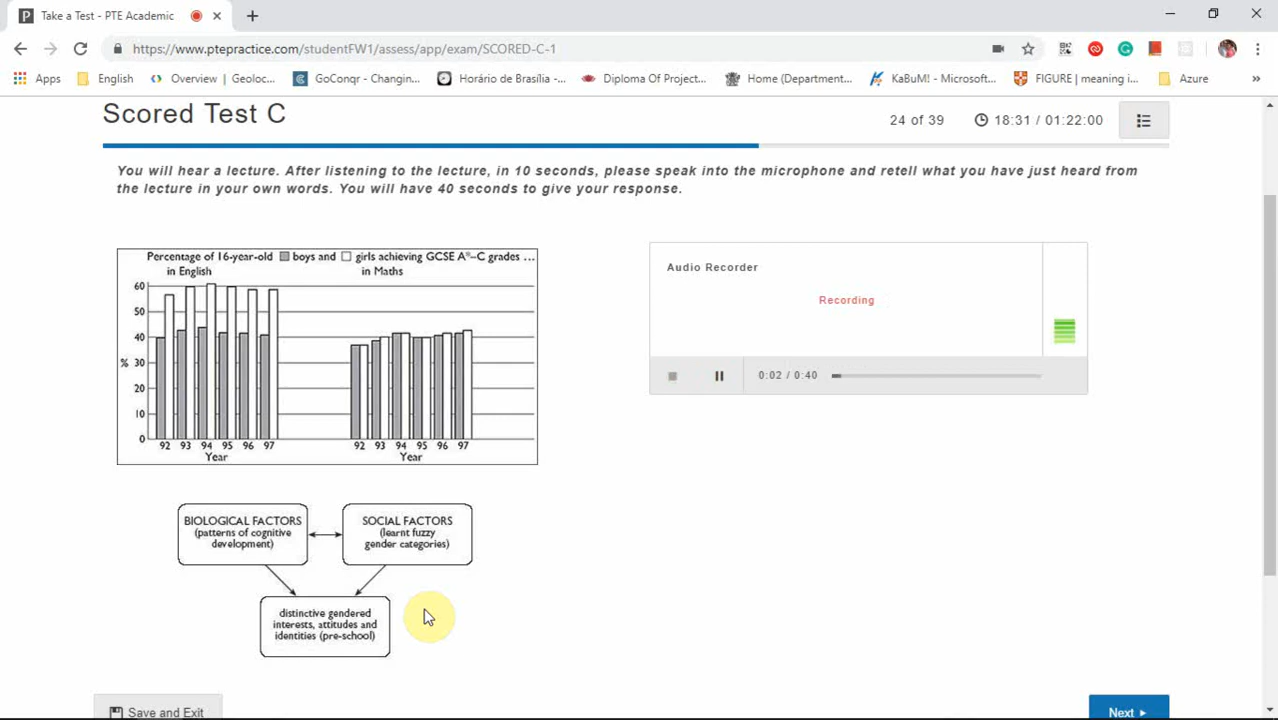 Take a Test - PTE Academic
https://www.ptepractice.com/studentFW1/assess/app/exam/SCORED-C-1
Apps
English
Overview | Geoloc...
GoConqr - Changin...
Horário de Brasília -...
Diploma Of Project...
Home (Department...
KaBuM! - Microsoft...
FIGURE | meaning i...
Azure
»
Scored Test C
24 of 39
18:31 / 01:22:00
You will hear a lecture. After listening to the lecture, in 10 seconds, please speak into the microphone and retell what you have just heard from
the lecture in your own words. You will have 40 seconds to give your response.
Percentage of 16-year-old boys and girls achieving GCSE A*–C grades ...
in English in Maths
60
50
40
% 30
20
10
0
92 93 94 95 96 97
Year
92 93 94 95 96 97
Year
BIOLOGICAL FACTORS
(patterns of cognitive
development)
SOCIAL FACTORS
(learnt fuzzy
gender categories)
distinctive gendered
interests, attitudes and
identities (pre-school)
Audio Recorder
Recording
0:02 / 0:40
Save and Exit
Next